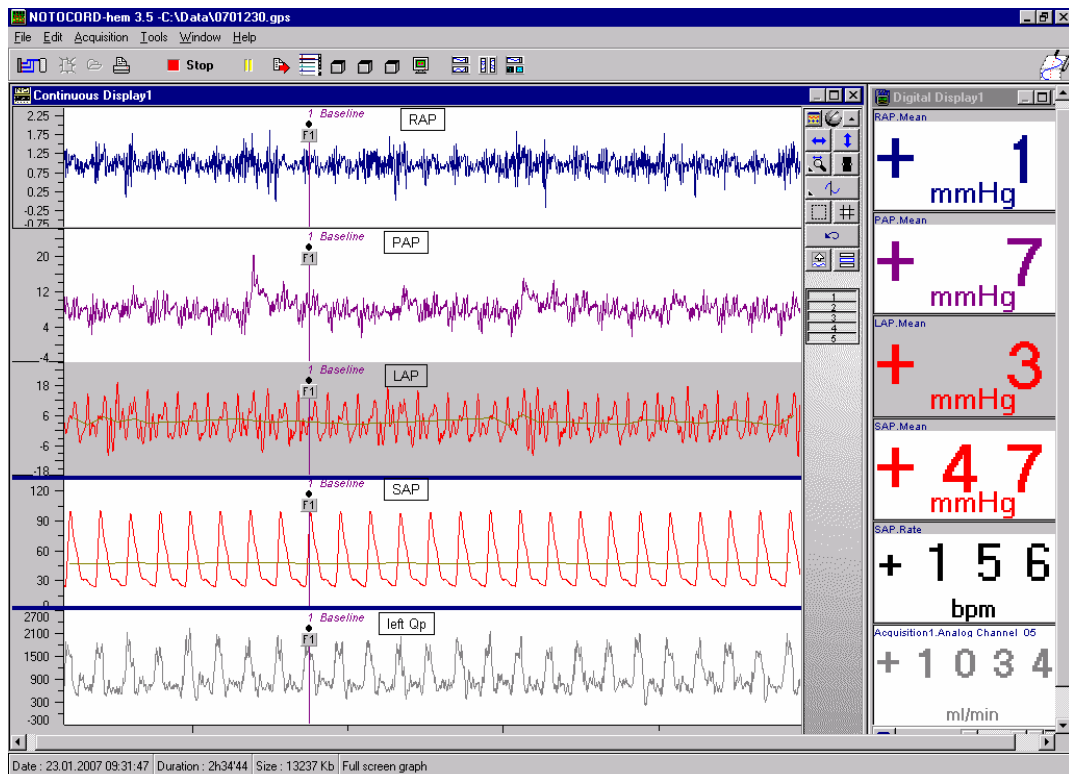 NOTOCORD-hem 3.5 -C:\Data\0701230.gps
File Edit Acquisition Tools Window Help
Stop
Continuous Display1
2.25
1.75
1.25
0.75
0.25
-0.25
-0.75
1 Baseline
F1
RAP
20
12
4
-4
1 Baseline
F1
PAP
18
6
-6
-18
1 Baseline
F1
LAP
120
90
60
30
0
1 Baseline
F1
SAP
2700
2100
1500
900
300
-300
1 Baseline
F1
left Qp
1
2
3
4
5
Digital Display1
RAP.Mean
+ 1
mmHg
PAP.Mean
+ 7
mmHg
LAP.Mean
+ 3
mmHg
SAP.Mean
+ 4 7
mmHg
SAP.Rate
+ 1 5 6
bpm
Acquisition1.Analog Channel 05
+ 1 0 3 4
ml/min
Date : 23.01.2007 09:31:47 Duration : 2h34'44 Size : 13237 Kb Full screen graph